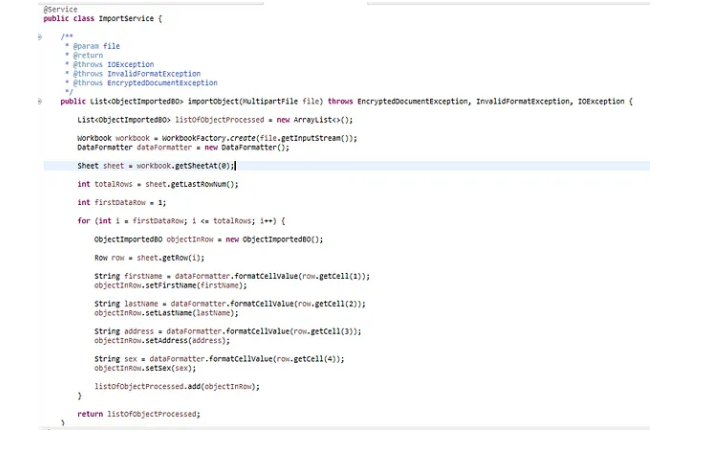 @Service
public class ImportService {
/**
* @param file
* @return
* @throws IOException
* @throws InvalidFormatException
* @throws EncryptedDocumentException
*/
public List<ObjectImportedBO> importObject(MultipartFile file) throws EncryptedDocumentException, InvalidFormatException, IOException {
List<ObjectImportedBO> listOfObjectProcessed = new ArrayList<>();
Workbook workbook = WorkbookFactory.create(file.getInputStream());
DataFormatter dataFormatter = new DataFormatter();
Sheet sheet = workbook.getSheetAt(0);
int totalRows = sheet.getLastRowNum();
int firstDataRow = 1;
for (int i = firstDataRow; i <= totalRows; i++) {
ObjectImportedBO objectInRow = new ObjectImportedBO();
Row row = sheet.getRow(i);
String firstName = dataFormatter.formatCellValue(row.getCell(1));
objectInRow.setFirstName(firstName);
String lastName = dataFormatter.formatCellValue(row.getCell(2));
objectInRow.setLastName(lastName);
String address = dataFormatter.formatCellValue(row.getCell(3));
objectInRow.setAddress(address);
String sex = dataFormatter.formatCellValue(row.getCell(4));
objectInRow.setSex(sex);
listOfObjectProcessed.add(objectInRow);
}
return listOfObjectProcessed;
}